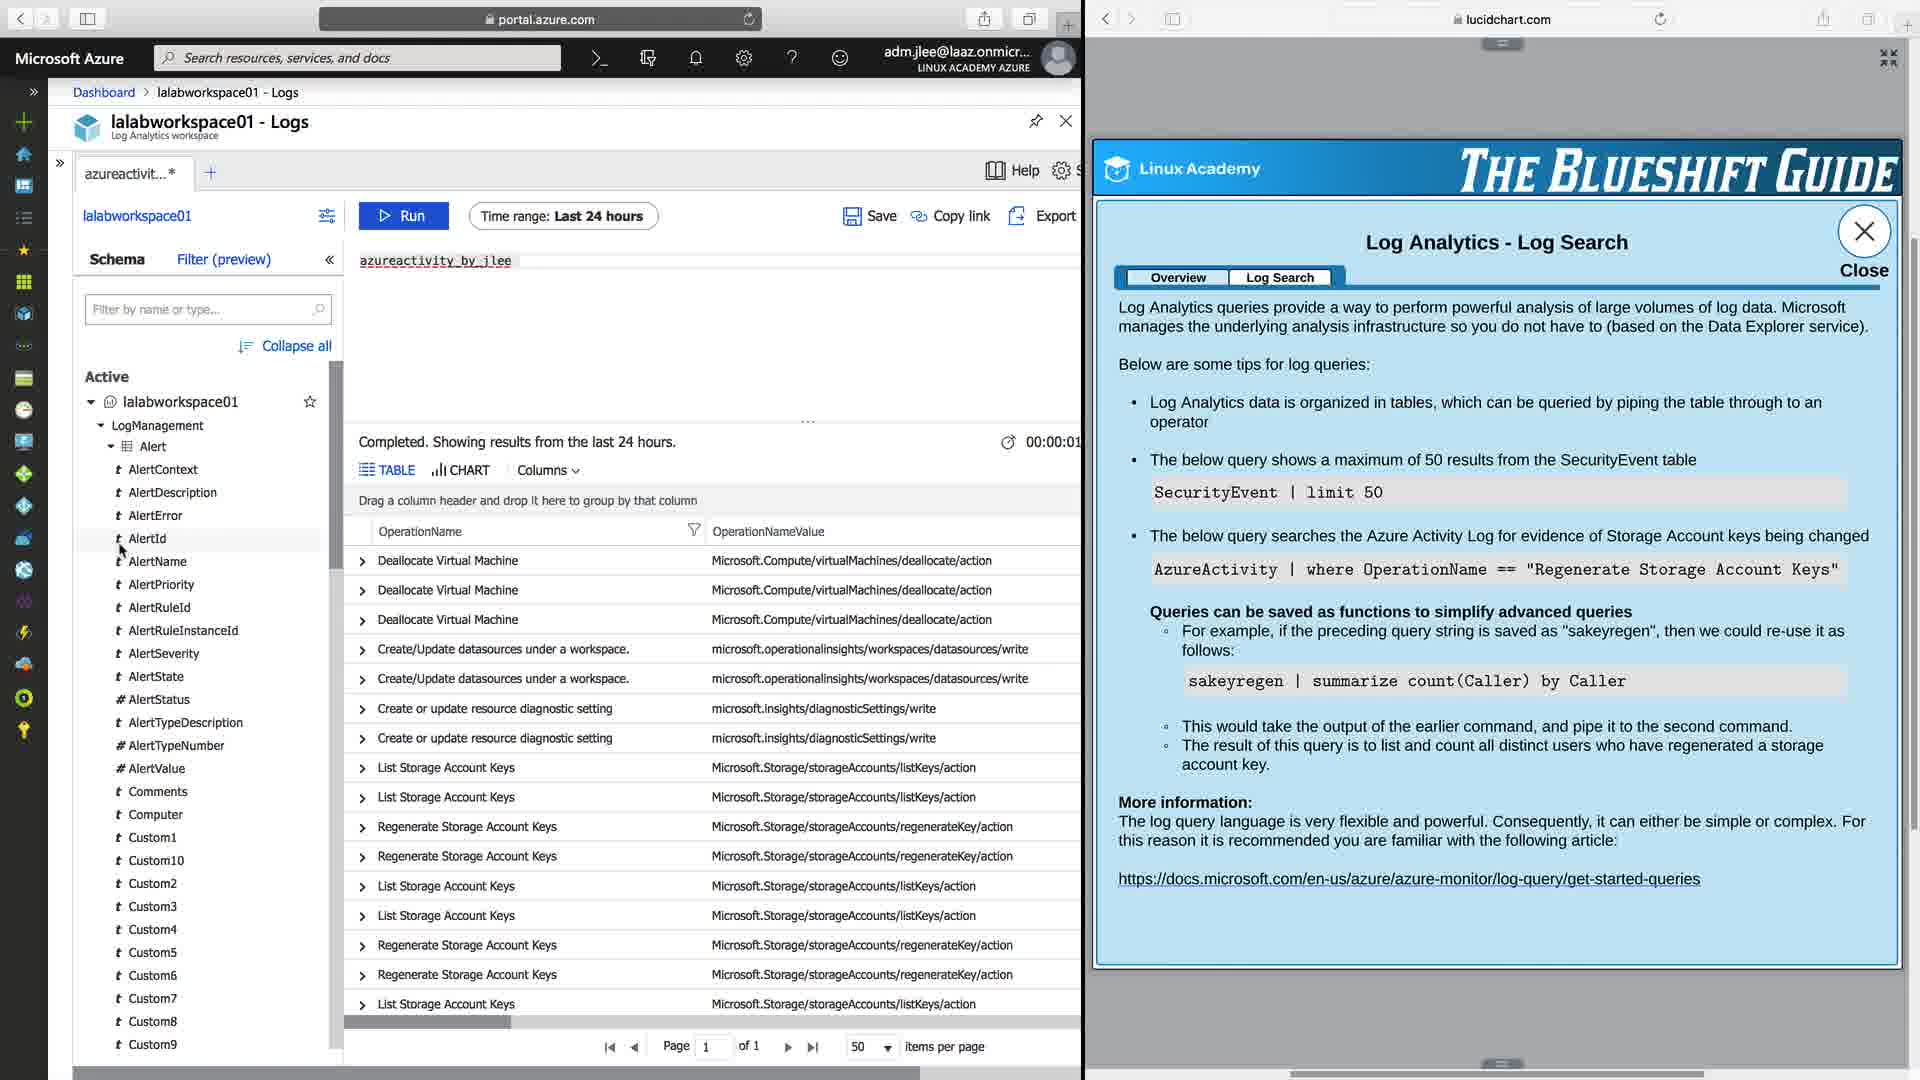 portal.azure.com
Microsoft Azure
Search resources, services, and docs
adm.jlee@laaz.onmicr...
LINUX ACADEMY AZURE
Dashboard > lalabworkspace01 - Logs
lalabworkspace01 - Logs
Log Analytics workspace
azureactivit... *
Help
S
lalabworkspace01
Run
Time range: Last 24 hours
Save
Copy link
Export
Schema
Filter (preview)
azureactivity_by_jlee
Filter by name or type...
Collapse all
Active
lalabworkspace01
LogManagement
Alert
t AlertContext
t AlertDescription
t AlertError
t AlertId
t AlertName
t AlertPriority
t AlertRuleId
t AlertRuleInstanceId
t AlertSeverity
t AlertState
# AlertStatus
t AlertTypeDescription
# AlertTypeNumber
# AlertValue
t Comments
t Computer
t Custom1
t Custom10
t Custom2
t Custom3
t Custom4
t Custom5
t Custom6
t Custom7
t Custom8
t Custom9
Completed. Showing results from the last 24 hours.
00:00:01
TABLE
CHART
Columns
Drag a column header and drop it here to group by that column
OperationName OperationNameValue
Deallocate Virtual Machine Microsoft.Compute/virtualMachines/deallocate/action
Deallocate Virtual Machine Microsoft.Compute/virtualMachines/deallocate/action
Deallocate Virtual Machine Microsoft.Compute/virtualMachines/deallocate/action
Create/Update datasources under a workspace. microsoft.operationalinsights/workspaces/datasources/write
Create/Update datasources under a workspace. microsoft.operationalinsights/workspaces/datasources/write
Create or update resource diagnostic setting microsoft.insights/diagnosticSettings/write
Create or update resource diagnostic setting microsoft.insights/diagnosticSettings/write
List Storage Account Keys Microsoft.Storage/storageAccounts/listKeys/action
List Storage Account Keys Microsoft.Storage/storageAccounts/listKeys/action
Regenerate Storage Account Keys Microsoft.Storage/storageAccounts/regenerateKey/action
Regenerate Storage Account Keys Microsoft.Storage/storageAccounts/regenerateKey/action
List Storage Account Keys Microsoft.Storage/storageAccounts/listKeys/action
List Storage Account Keys Microsoft.Storage/storageAccounts/listKeys/action
Regenerate Storage Account Keys Microsoft.Storage/storageAccounts/regenerateKey/action
Regenerate Storage Account Keys Microsoft.Storage/storageAccounts/regenerateKey/action
List Storage Account Keys Microsoft.Storage/storageAccounts/listKeys/action
Page 1 of 1
50 items per page
lucidchart.com
Linux Academy
THE BLUESHIFT GUIDE
Log Analytics - Log Search
Close
Overview
Log Search
Log Analytics queries provide a way to perform powerful analysis of large volumes of log data. Microsoft
manages the underlying analysis infrastructure so you do not have to (based on the Data Explorer service).
Below are some tips for log queries:
• Log Analytics data is organized in tables, which can be queried by piping the table through to an
operator
• The below query shows a maximum of 50 results from the SecurityEvent table
SecurityEvent | limit 50
• The below query searches the Azure Activity Log for evidence of Storage Account keys being changed
AzureActivity | where OperationName == "Regenerate Storage Account Keys"
Queries can be saved as functions to simplify advanced queries
◦ For example, if the preceding query string is saved as "sakeyregen", then we could re-use it as
follows:
sakeyregen | summarize count(Caller) by Caller
◦ This would take the output of the earlier command, and pipe it to the second command.
◦ The result of this query is to list and count all distinct users who have regenerated a storage
account key.
More information:
The log query language is very flexible and powerful. Consequently, it can either be simple or complex. For
this reason it is recommended you are familiar with the following article:
https://docs.microsoft.com/en-us/azure/azure-monitor/log-query/get-started-queries